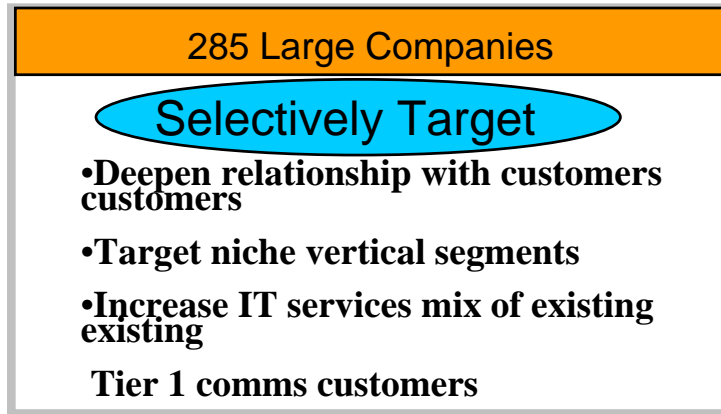 285 Large Companies
Selectively Target
•Deepen relationship with customers
customers
•Target niche vertical segments
•Increase IT services mix of existing
existing
Tier 1 comms customers